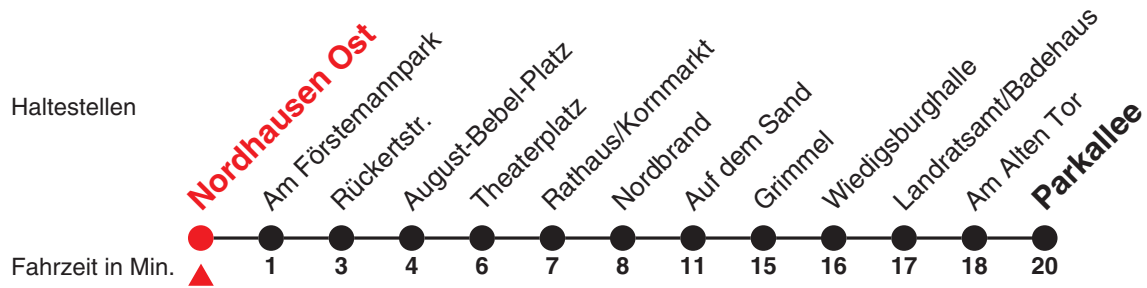 Haltestellen
Nordhausen Ost
Am Förstemannpark
Rückertstr.
August-Bebel-Platz
Theaterplatz
Rathaus/Kornmarkt
Nordbrand
Auf dem Sand
Grimmel
Wiedigsburghalle
Landratsamt/Badehaus
Am Alten Tor
Parkallee
Fahrzeit in Min. 1 3 4 6 7 8 11 15 16 17 18 20